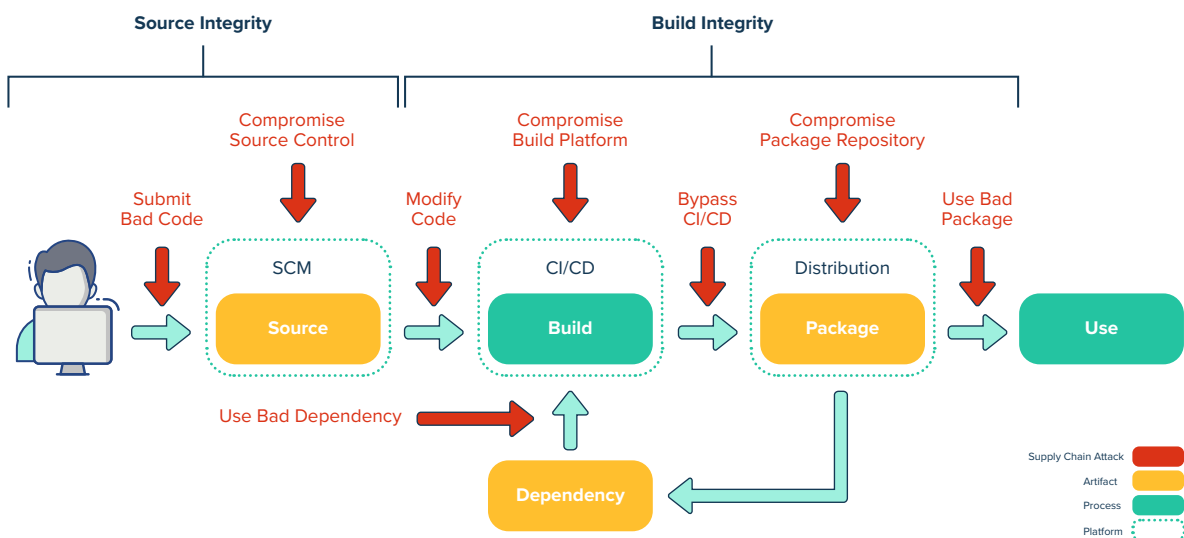 Source Integrity
Build Integrity
Compromise
Source Control
Compromise
Build Platform
Compromise
Package Repository
Submit
Bad Code
Modify
Code
Bypass
CI/CD
Use Bad
Package
SCM
CI/CD
Distribution
Source
Build
Package
Use
Use Bad Dependency
Dependency
Supply Chain Attack
Artifact
Process
Platform